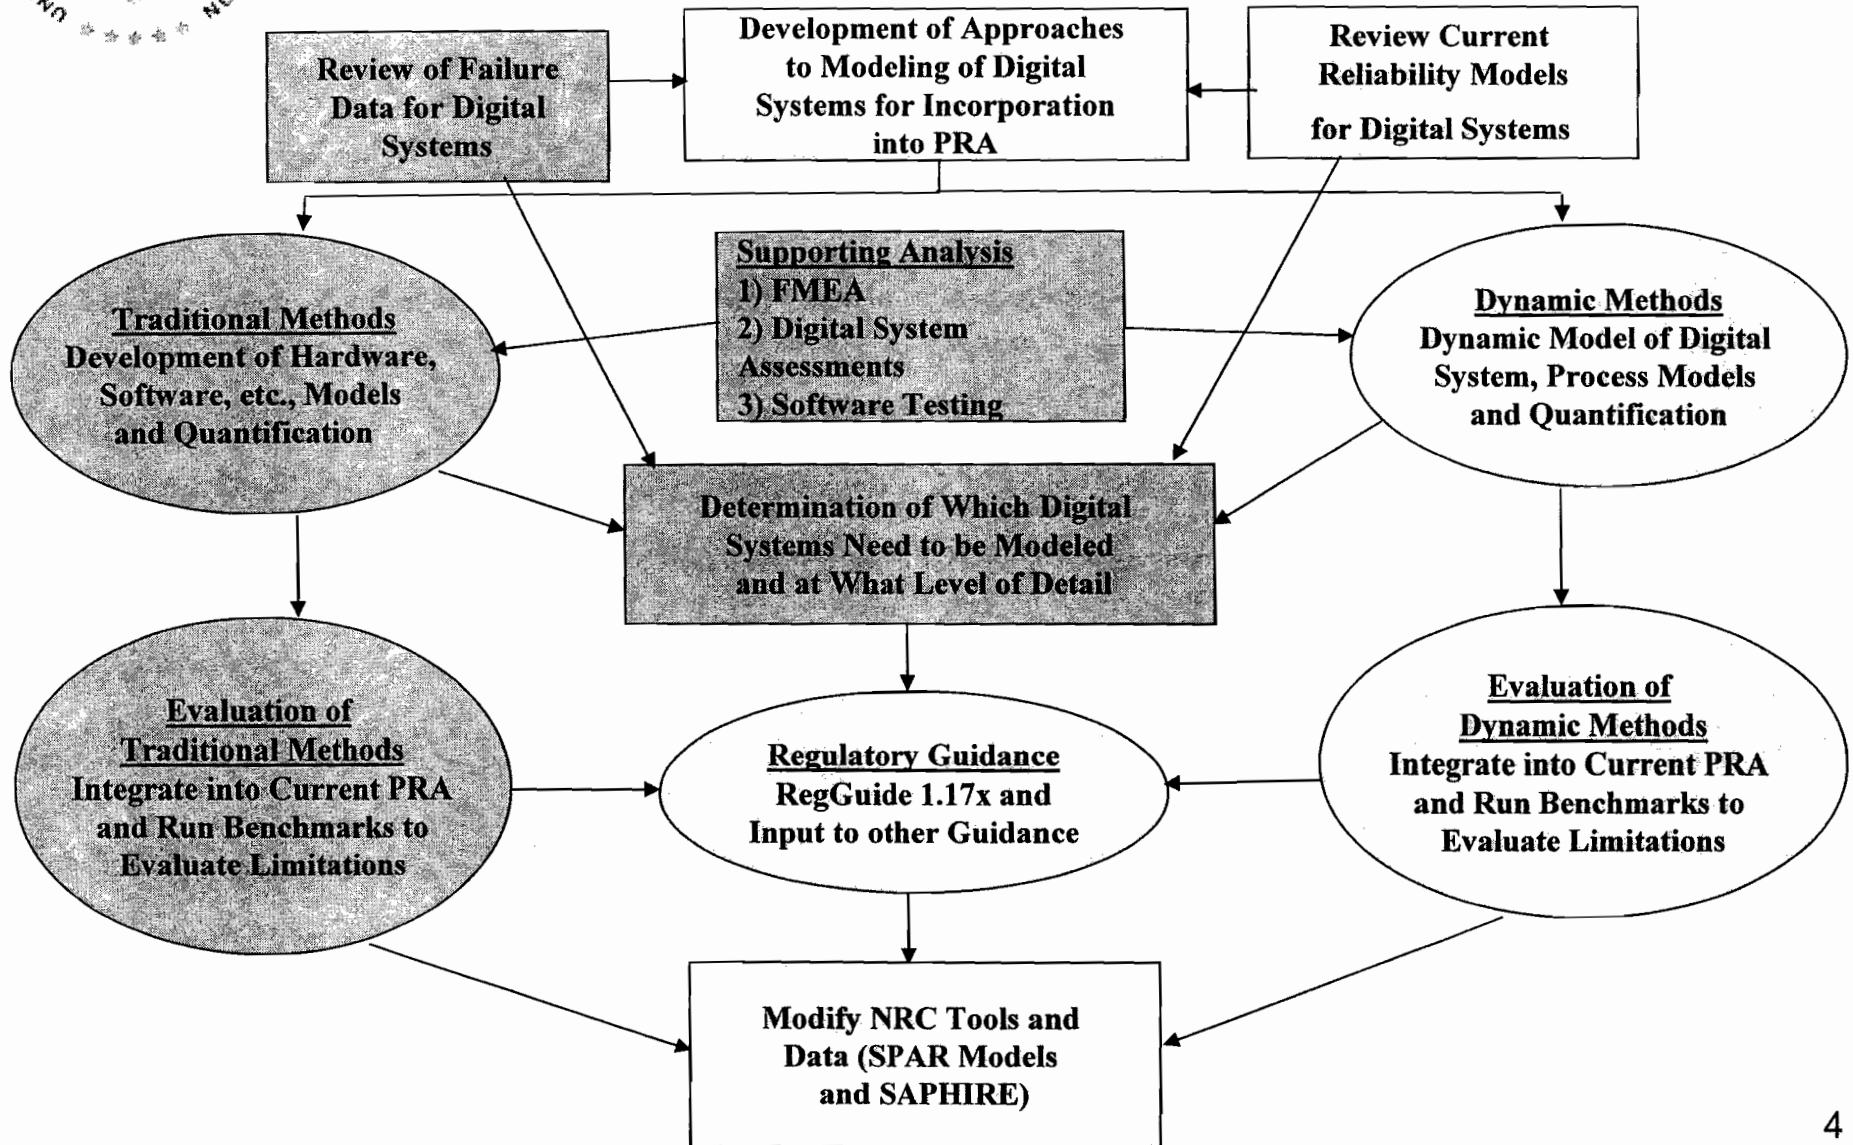 Review of Failure
Data for Digital
Systems
Development of Approaches
to Modeling of Digital
Systems for Incorporation
into PRA
Review Current
Reliability Models
for Digital Systems
Traditional Methods
Development of Hardware,
Software, etc., Models
and Quantification
Supporting Analysis
1) FMEA
2) Digital System
Assessments
3) Software Testing
Dynamic Methods
Dynamic Model of Digital
System, Process Models
and Quantification
Determination of Which Digital
Systems Need to be Modeled
and at What Level of Detail
Evaluation of
Traditional Methods
Integrate into Current PRA
and Run Benchmarks to
Evaluate Limitations
Regulatory Guidance
RegGuide 1.17x and
Input to other Guidance
Evaluation of
Dynamic Methods
Integrate into Current PRA
and Run Benchmarks to
Evaluate Limitations
Modify NRC Tools and
Data (SPAR Models
and SAPHIRE)
4